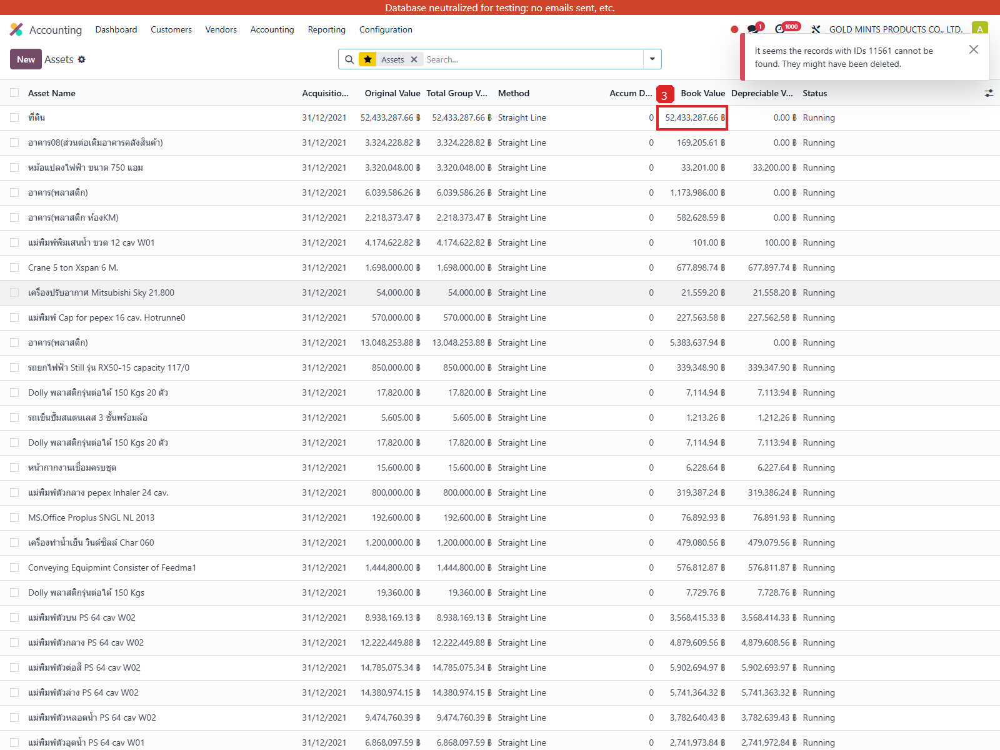 Database neutralized for testing: no emails sent, etc.
Accounting Dashboard Customers Vendors Accounting Reporting Configuration 1 1000 GOLD MINTS PRODUCTS CO., LTD. A
New Assets Assets Search...
It seems the records with IDs 11561 cannot be found. They might have been deleted.
Asset Name Acquisitio... Original Value Total Group V... Method Accum D... 3 Book Value Depreciable V... Status
ที่ดิน 31/12/2021 52,433,287.66 ฿ 52,433,287.66 ฿ Straight Line 0 52,433,287.66 ฿ 0.00 ฿ Running
อาคาร08(ส่วนต่อเติมอาคารคลังสินค้า) 31/12/2021 3,324,228.82 ฿ 3,324,228.82 ฿ Straight Line 0 169,205.61 ฿ 0.00 ฿ Running
หม้อแปลงไฟฟ้า ขนาด 750 แอม 31/12/2021 3,320,048.00 ฿ 3,320,048.00 ฿ Straight Line 0 33,201.00 ฿ 33,200.00 ฿ Running
อาคาร(พลาสติก) 31/12/2021 6,039,586.26 ฿ 6,039,586.26 ฿ Straight Line 0 1,173,986.00 ฿ 0.00 ฿ Running
อาคาร(พลาสติก ห้องKM) 31/12/2021 2,218,373.47 ฿ 2,218,373.47 ฿ Straight Line 0 582,628.59 ฿ 0.00 ฿ Running
แม่พิมพ์พิมเสนน้ำ ขวด 12 cav W01 31/12/2021 4,174,622.82 ฿ 4,174,622.82 ฿ Straight Line 0 101.00 ฿ 100.00 ฿ Running
Crane 5 ton Xspan 6 M. 31/12/2021 1,698,000.00 ฿ 1,698,000.00 ฿ Straight Line 0 677,898.74 ฿ 677,897.74 ฿ Running
เครื่องปรับอากาศ Mitsubishi Sky 21,800 31/12/2021 54,000.00 ฿ 54,000.00 ฿ Straight Line 0 21,559.20 ฿ 21,558.20 ฿ Running
แม่พิมพ์ Cap for pepex 16 cav. Hotrunne0 31/12/2021 570,000.00 ฿ 570,000.00 ฿ Straight Line 0 227,563.58 ฿ 227,562.58 ฿ Running
อาคาร(พลาสติก) 31/12/2021 13,048,253.88 ฿ 13,048,253.88 ฿ Straight Line 0 5,383,637.94 ฿ 0.00 ฿ Running
รถยกไฟฟ้า Still รุ่น RX50-15 capacity 117/0 31/12/2021 850,000.00 ฿ 850,000.00 ฿ Straight Line 0 339,348.90 ฿ 339,347.90 ฿ Running
Dolly พลาสติกรุ่นต่อได้ 150 Kgs 20 ตัว 31/12/2021 17,820.00 ฿ 17,820.00 ฿ Straight Line 0 7,114.94 ฿ 7,113.94 ฿ Running
รถเข็นปั๊มสแตนเลส 3 ชั้นพร้อมล้อ 31/12/2021 5,605.00 ฿ 5,605.00 ฿ Straight Line 0 1,213.26 ฿ 1,212.26 ฿ Running
Dolly พลาสติกรุ่นต่อได้ 150 Kgs 20 ตัว 31/12/2021 17,820.00 ฿ 17,820.00 ฿ Straight Line 0 7,114.94 ฿ 7,113.94 ฿ Running
หน้ากากงานเชื่อมครบชุด 31/12/2021 15,600.00 ฿ 15,600.00 ฿ Straight Line 0 6,228.64 ฿ 6,227.64 ฿ Running
แม่พิมพ์ตัวกลาง pepex Inhaler 24 cav. 31/12/2021 800,000.00 ฿ 800,000.00 ฿ Straight Line 0 319,387.24 ฿ 319,386.24 ฿ Running
MS.Office Proplus SNGL NL 2013 31/12/2021 192,600.00 ฿ 192,600.00 ฿ Straight Line 0 76,892.93 ฿ 76,891.93 ฿ Running
เครื่องทำน้ำเย็น วินด์ซิลล์ Char 060 31/12/2021 1,200,000.00 ฿ 1,200,000.00 ฿ Straight Line 0 479,080.56 ฿ 479,079.56 ฿ Running
Conveying Equipmint Consister of Feedma1 31/12/2021 1,444,800.00 ฿ 1,444,800.00 ฿ Straight Line 0 576,812.87 ฿ 576,811.87 ฿ Running
Dolly พลาสติกรุ่นต่อได้ 150 Kgs 31/12/2021 19,360.00 ฿ 19,360.00 ฿ Straight Line 0 7,729.76 ฿ 7,728.76 ฿ Running
แม่พิมพ์ตัวบน PS 64 cav W02 31/12/2021 8,938,169.13 ฿ 8,938,169.13 ฿ Straight Line 0 3,568,415.33 ฿ 3,568,414.33 ฿ Running
แม่พิมพ์ตัวกลาง PS 64 cav W02 31/12/2021 12,222,449.88 ฿ 12,222,449.88 ฿ Straight Line 0 4,879,609.56 ฿ 4,879,608.56 ฿ Running
แม่พิมพ์ตัวต่อสี PS 64 cav W02 31/12/2021 14,785,075.34 ฿ 14,785,075.34 ฿ Straight Line 0 5,902,694.97 ฿ 5,902,693.97 ฿ Running
แม่พิมพ์ตัวล่าง PS 64 cav W02 31/12/2021 14,380,974.15 ฿ 14,380,974.15 ฿ Straight Line 0 5,741,364.32 ฿ 5,741,363.32 ฿ Running
แม่พิมพ์ตัวหลอดน้ำ PS 64 cav W02 31/12/2021 9,474,760.39 ฿ 9,474,760.39 ฿ Straight Line 0 3,782,640.43 ฿ 3,782,639.43 ฿ Running
แม่พิมพ์ตัวอุดน้ำ PS 64 cav W01 31/12/2021 6,868,097.59 ฿ 6,868,097.59 ฿ Straight Line 0 2,741,973.84 ฿ 2,741,972.84 ฿ Running